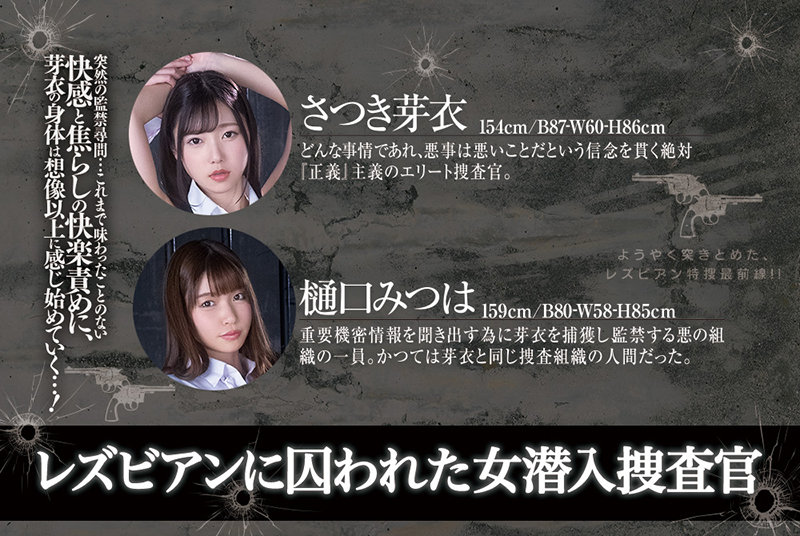 突然の監禁尋問…これまで味わったことのない
快感と焦らしの快楽責めに、
芽衣の身体は想像以上に感じ始めていく…！
さつき芽衣 154cm/B87-W60-H86cm
どんな事情であれ、悪事は悪いことだという信念を貫く絶対
『正義』主義のエリート捜査官。
ようやく突きとめた、
レズビアン特捜最前線!!
樋口みつは 159cm/B80-W58-H85cm
重要機密情報を聞き出す為に芽衣を捕獲し監禁する悪の組
織の一員。かつては芽衣と同じ捜査組織の人間だった。
レズビアンに囚われた女潜入捜査官